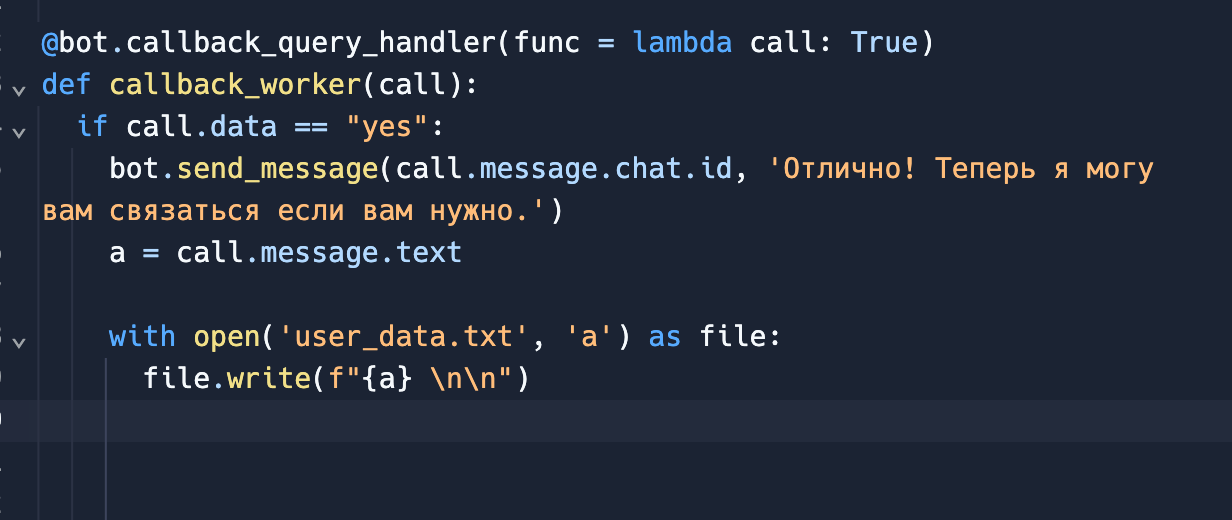 @bot.callback_query_handler(func = lambda call: True)
def callback_worker(call):
if call.data == "yes":
bot.send_message(call.message.chat.id, 'Отлично! Теперь я могу
вам связаться если вам нужно.')
a = call.message.text
with open('user_data.txt', 'a') as file:
file.write(f"{a} \n\n")